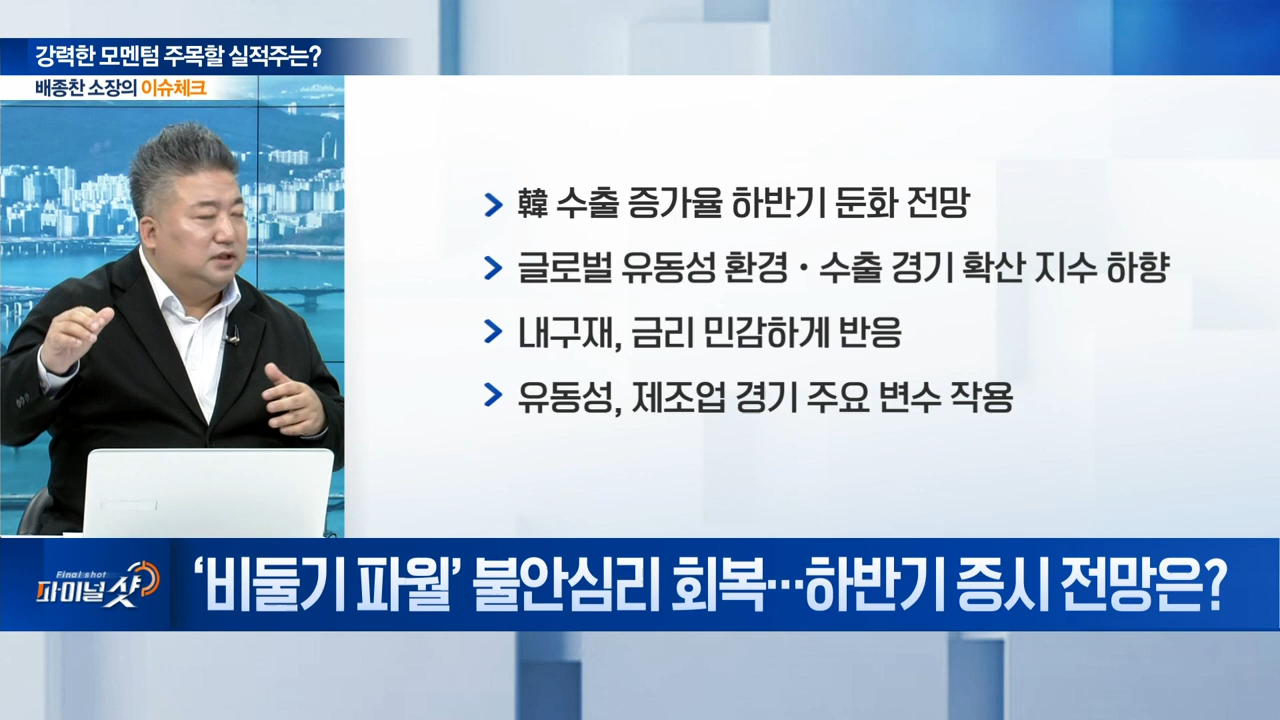 강력한 모멘텀 주목할 실적주는?
배종찬 소장의 이슈체크
韓 수출 증가율 하반기 둔화 전망
글로벌 유동성 환경·수출 경기 확산 지수 하향
내구재, 금리 민감하게 반응
유동성, 제조업 경기 주요 변수 작용
Final shot
파이널 샷
‘비둘기 파월’ 불안심리 회복…하반기 증시 전망은?